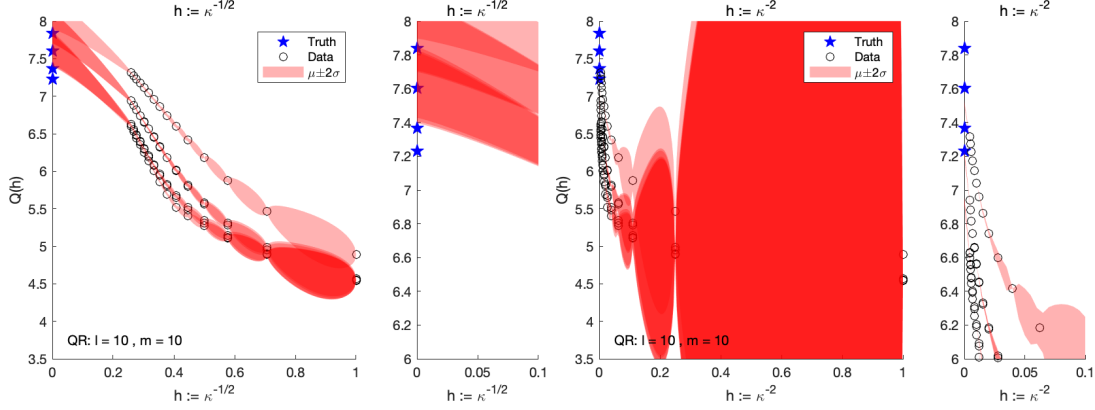 h := κ^{-1/2}
8
7.5
7
6.5
6
5.5
5
4.5
4
3.5
Q(h)
Truth
Data
μ±2σ
QR: l = 10 , m = 10
0 0.2 0.4 0.6 0.8 1
h := κ^{-1/2}
h := κ^{-1/2}
8
7.8
7.6
7.4
7.2
7
6.8
6.6
6.4
6.2
6
0 0.05 0.1
h := κ^{-1/2}
h := κ^{-2}
8
7.5
7
6.5
6
5.5
5
4.5
4
3.5
Q(h)
Truth
Data
μ±2σ
QR: l = 10 , m = 10
0 0.2 0.4 0.6 0.8 1
h := κ^{-2}
h := κ^{-2}
8
7.8
7.6
7.4
7.2
7
6.8
6.6
6.4
6.2
6
0 0.05 0.1
h := κ^{-2}